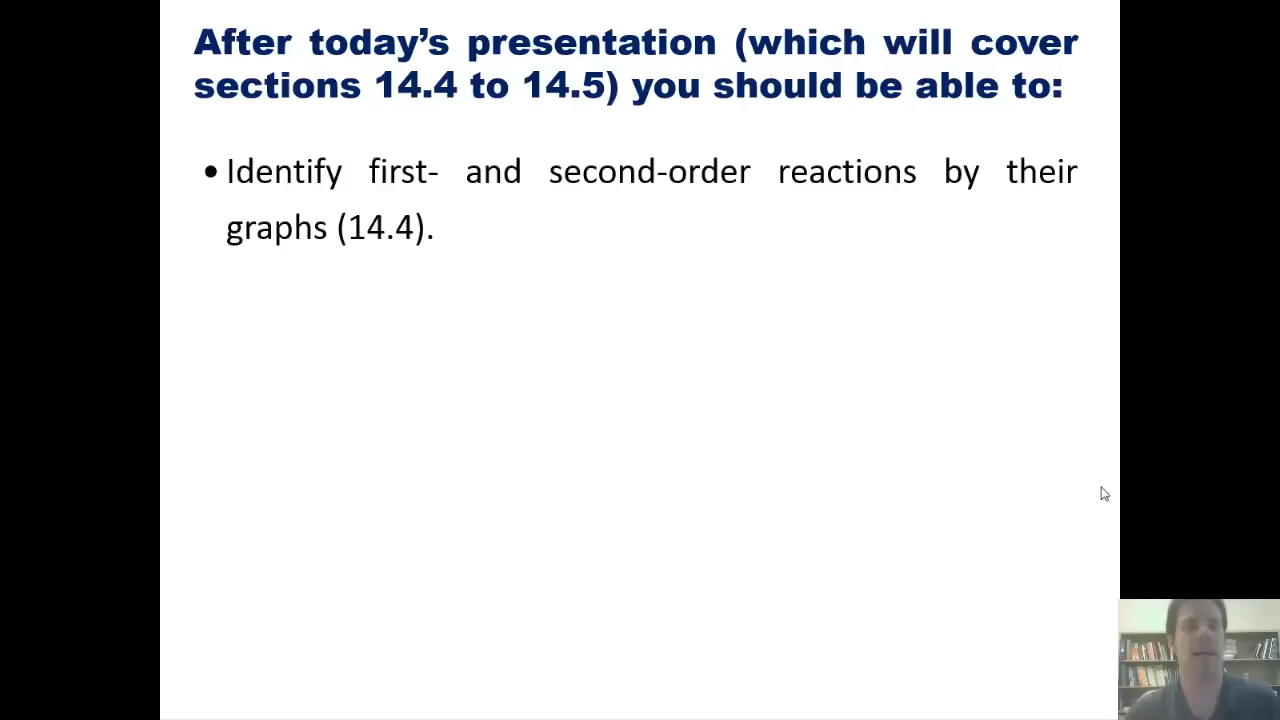 After today’s presentation (which will cover
sections 14.4 to 14.5) you should be able to:
• Identify first- and second-order reactions by their
graphs (14.4).